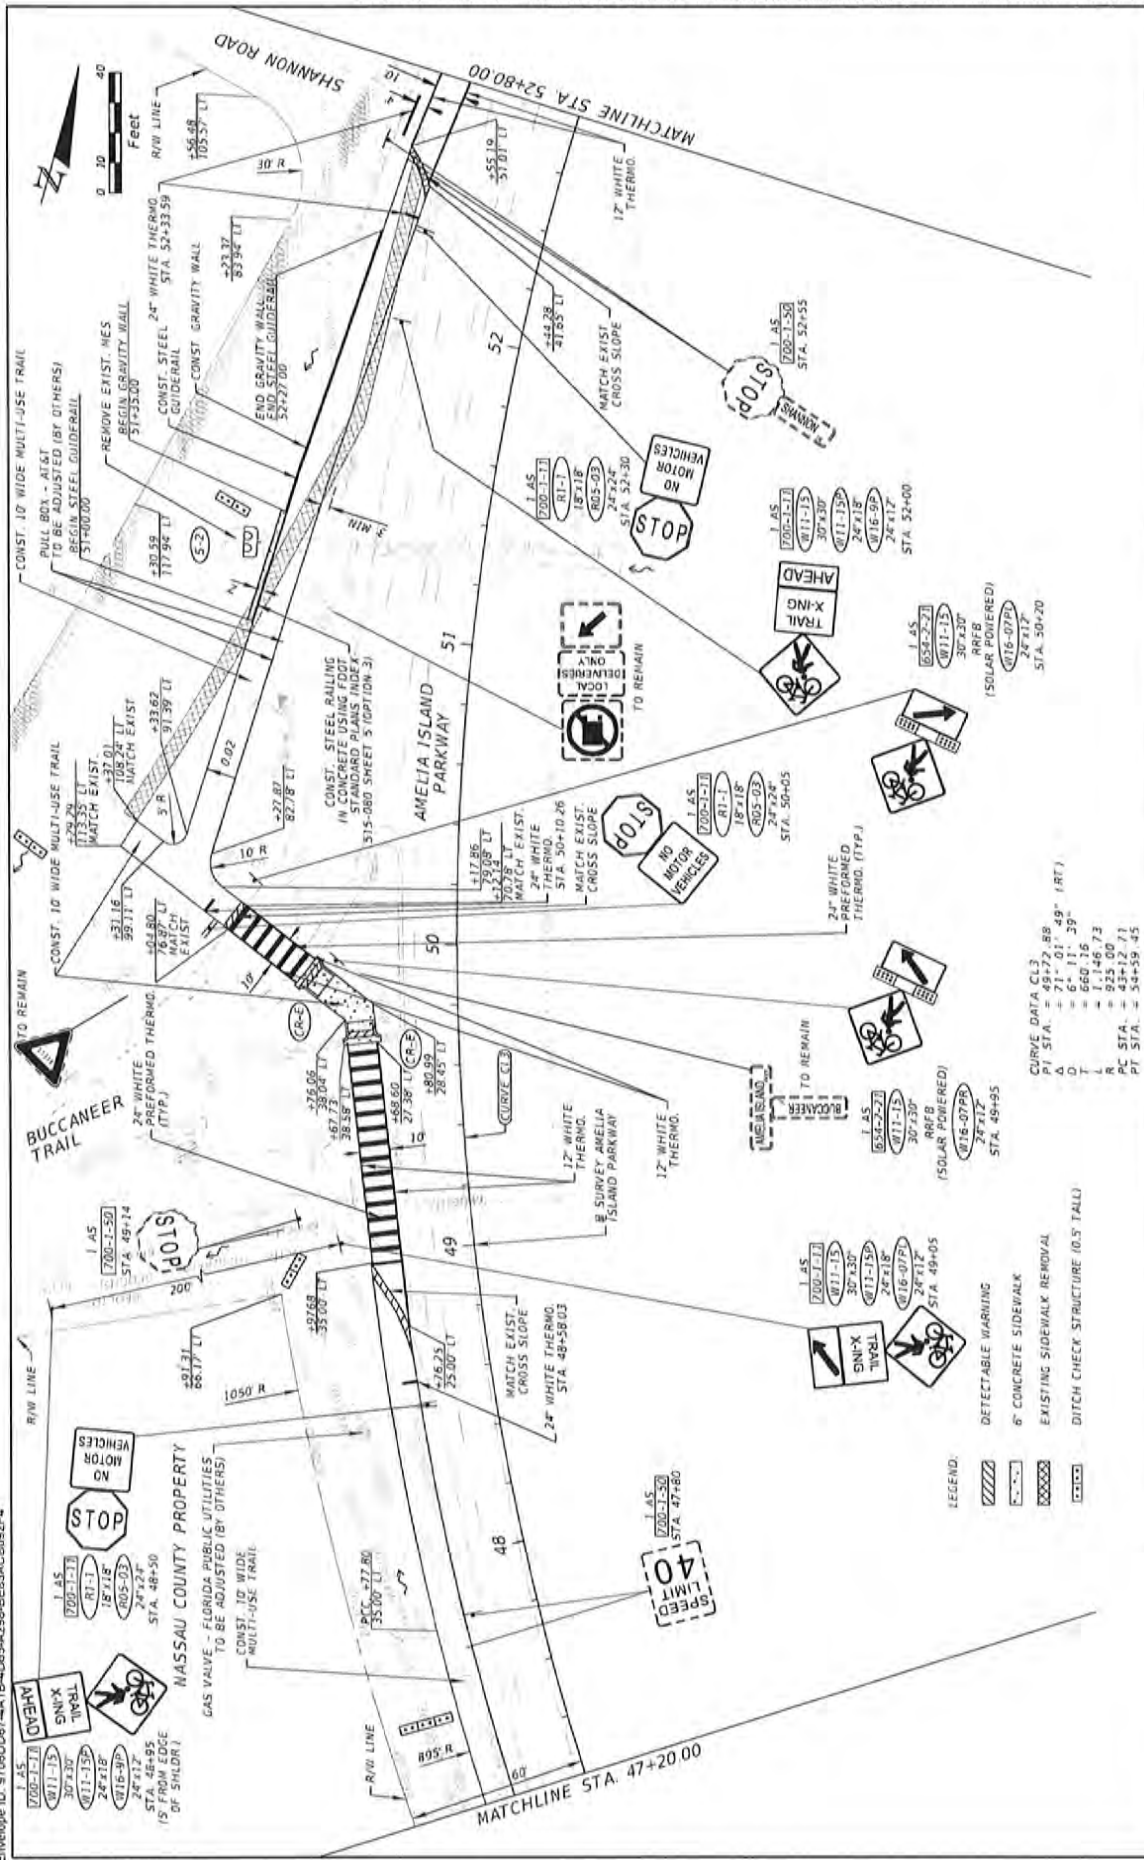 1 AS
700-1-11
W11-15
30"x30"
W11-15P
24"x18"
W16-9P
24"x12"
STA. 48+95
(5' FROM EDGE
OF SHLDR.)
AHEAD
TRAIL
X-ING
1 AS
700-1-11
R1-1
18"x18"
R05-03
24"x24"
STA. 48+50
STOP
NO
MOTOR
VEHICLES
NASSAU COUNTY PROPERTY
GAS VALVE - FLORIDA PUBLIC UTILITIES
TO BE ADJUSTED (BY OTHERS)
CONST. 10' WIDE
MULTI-USE TRAIL
R/W LINE
R/W LINE
895' R
60'
MATCHLINE STA. 47+20.00
PCC +77.80
35.00' LT
1050' R
+91.31
66.17' LT
200'
1 AS
700-1-50
STA. 49+14
STOP
+97.68
35.00' LT
+76.25
25.00' LT
MATCH EXIST.
CROSS SLOPE
24" WHITE THERMO.
STA. 48+58.03
1 AS
700-1-50
STA. 47+80
SPEED
LIMIT
40
48
49
50
51
52
BUCCANEER
TRAIL
TO REMAIN
24" WHITE
PREFORMED THERMO.
(TYP.)
CONST. 10' WIDE MULTI-USE TRAIL
+29.29
113.35' LT
MATCH EXIST.
+37.01
108.24' LT
MATCH EXIST
+33.62
91.39' LT
+31.16
99.11' LT
+04.80
76.87' LT
MATCH
EXIST.
5' R
10' R
10'
0.02
CR-E
+76.06
38.04' LT
+67.73
38.58' LT
+68.60
27.38' LT
CR-E
+80.99
28.45' LT
10'
CURVE CL3
12" WHITE
THERMO.
SURVEY AMELIA
ISLAND PARKWAY
12" WHITE
THERMO.
+27.87
82.78' LT
+17.86
79.08' LT
+12.14
70.78' LT
MATCH EXIST.
24" WHITE
THERMO.
STA. 50+10.26
MATCH EXIST.
CROSS SLOPE
CONST. STEEL RAILING
IN CONCRETE USING FDOT
STANDARD PLANS INDEX
515-080 SHEET 5 (OPTION 3)
AMELIA ISLAND
PARKWAY
CONST. 10' WIDE MULTI-USE TRAIL
PULL BOX - AT&T
TO BE ADJUSTED (BY OTHERS)
BEGIN STEEL GUIDERAIL
51+00.00
+30.59
117.94' LT
S-2
2'
REMOVE EXIST. MES
BEGIN GRAVITY WALL
51+35.00
CONST. STEEL
GUIDERAIL
CONST GRAVITY WALL
24" WHITE THERMO.
STA. 52+33.59
END GRAVITY WALL
END STEEL GUIDERAIL
52+27.00
+23.37
83.94' LT
30' R
R/W LINE
+56.48
105.57' LT
SHANNON ROAD
Z
0 10 40
Feet
3' MIN
4'
10'
MATCHLINE STA. 52+80.00
+55.19
51.01' LT
12" WHITE
THERMO.
+44.28
41.65' LT
MATCH EXIST
CROSS SLOPE
1 AS
700-1-50
STA. 52+55
STOP
SHANNON
1 AS
700-1-11
R1-1
18"x18"
R05-03
24"x24"
STA. 52+30
STOP
NO
MOTOR
VEHICLES
LOCAL
DELIVERIES
ONLY
TO REMAIN
1 AS
700-1-11
W11-15
30"x30"
W11-15P
24"x18"
W16-9P
24"x12"
STA. 52+00
TRAIL
X-ING
AHEAD
1 AS
654-2-21
W11-15
30"x30"
RRFB
(SOLAR POWERED)
W16-07PL
24"x12"
STA. 50+20
1 AS
700-1-11
R1-1
18"x18"
R05-03
24"x24"
STA. 50+05
STOP
NO
MOTOR
VEHICLES
24" WHITE
PREFORMED
THERMO. (TYP.)
AMELIA ISLAND
BUCCANEER
TO REMAIN
1 AS
654-2-21
W11-15
30"x30"
RRFB
(SOLAR POWERED)
W16-07PR
24"x12"
STA. 49+95
1 AS
700-1-11
W11-15
30"x30"
W11-15P
24"x18"
W16-07PL
24"x12"
STA. 49+05
TRAIL
X-ING
CURVE DATA CL3
PI STA. = 49+72.88
Δ = 71° 01' 49" (RT)
D = 6° 11' 39"
T = 660.16
L = 1,146.73
R = 925.00
PC STA. = 43+12.71
PT STA. = 54+59.45
LEGEND:
DETECTABLE WARNING
6" CONCRETE SIDEWALK
EXISTING SIDEWALK REMOVAL
DITCH CHECK STRUCTURE (0.5' TALL)